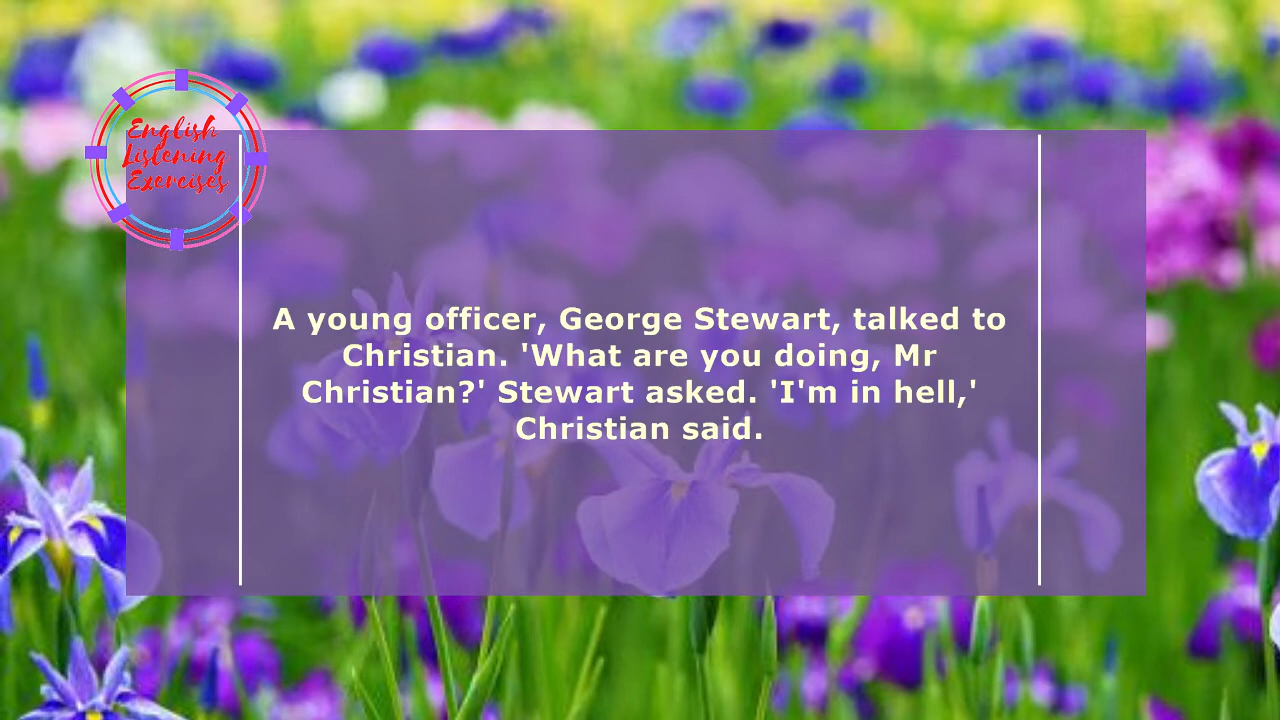 English
Listening
Exercises
A young officer, George Stewart, talked to
Christian. 'What are you doing, Mr
Christian?' Stewart asked. 'I'm in hell,'
Christian said.